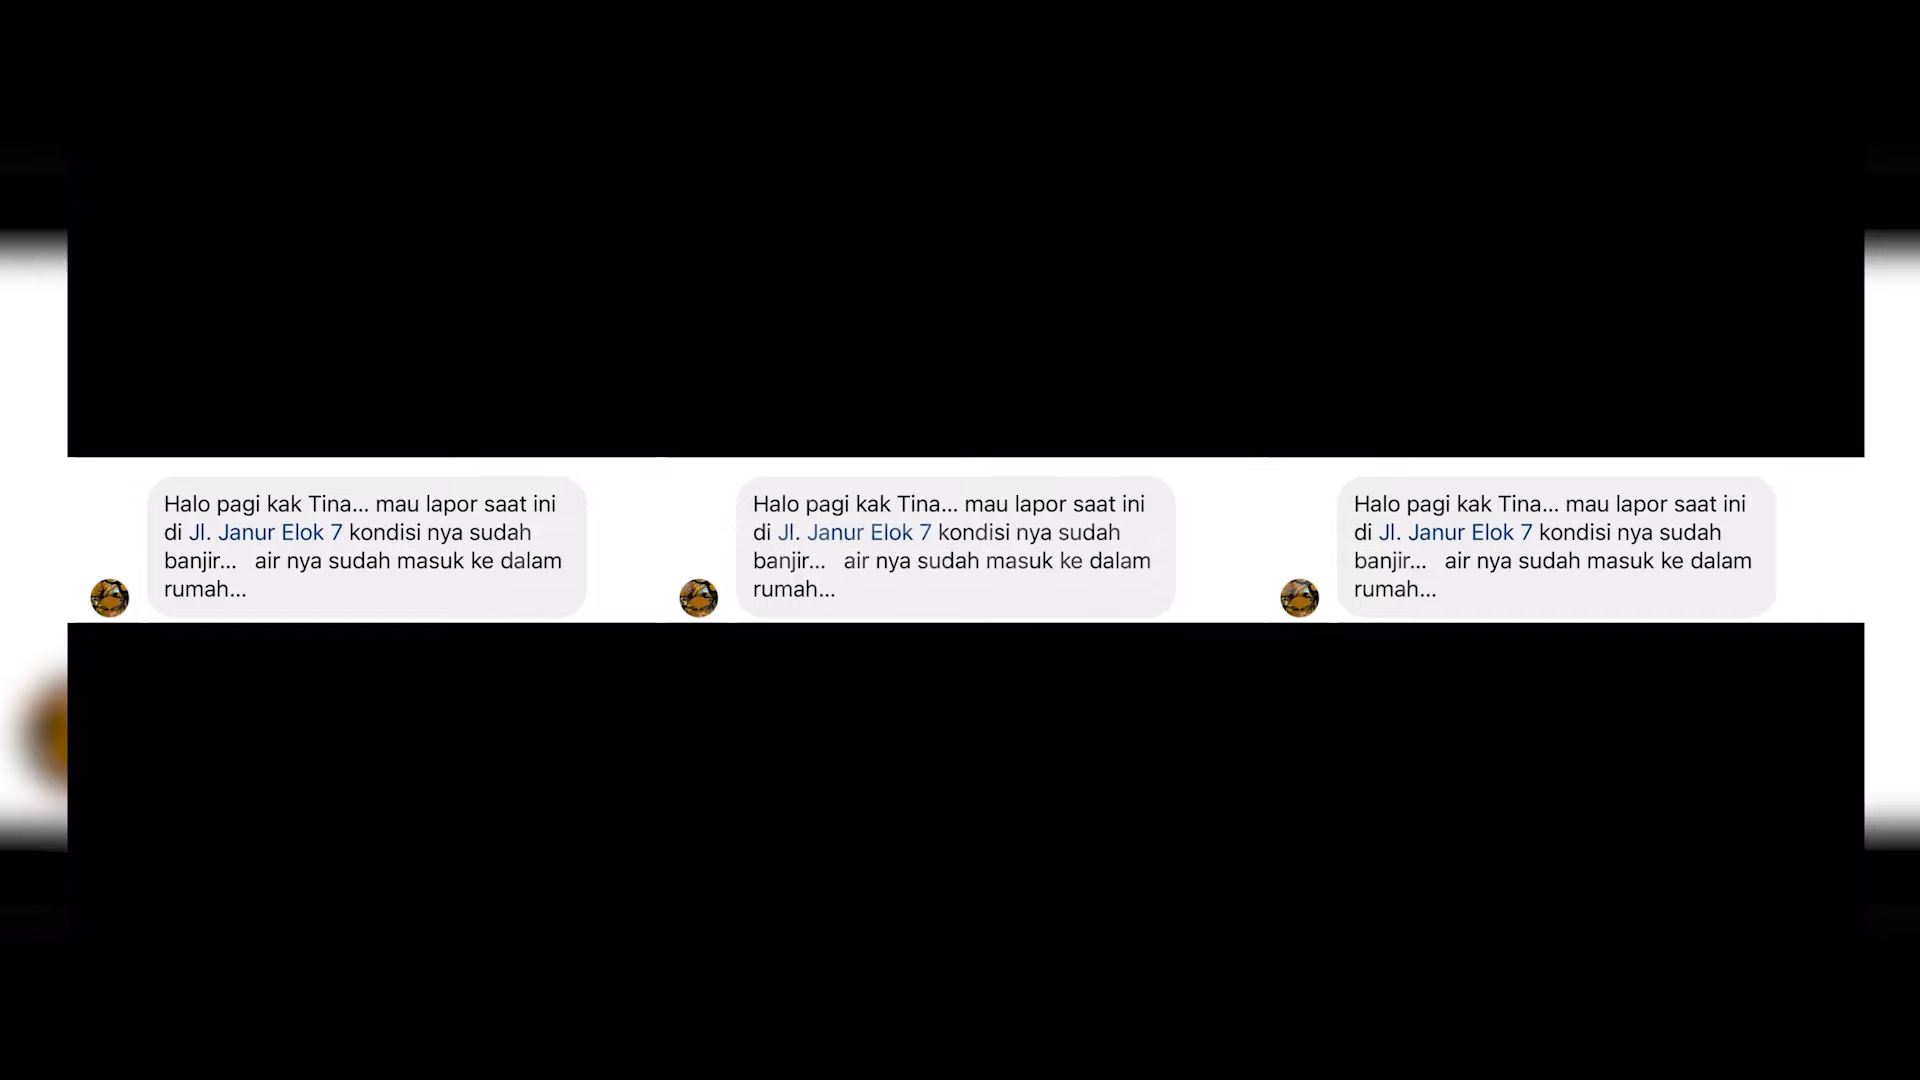 Halo pagi kak Tina... mau lapor saat ini
di Jl. Janur Elok 7 kondisi nya sudah
banjir... air nya sudah masuk ke dalam
rumah...
Halo pagi kak Tina... mau lapor saat ini
di Jl. Janur Elok 7 kondisi nya sudah
banjir... air nya sudah masuk ke dalam
rumah...
Halo pagi kak Tina... mau lapor saat ini
di Jl. Janur Elok 7 kondisi nya sudah
banjir... air nya sudah masuk ke dalam
rumah...